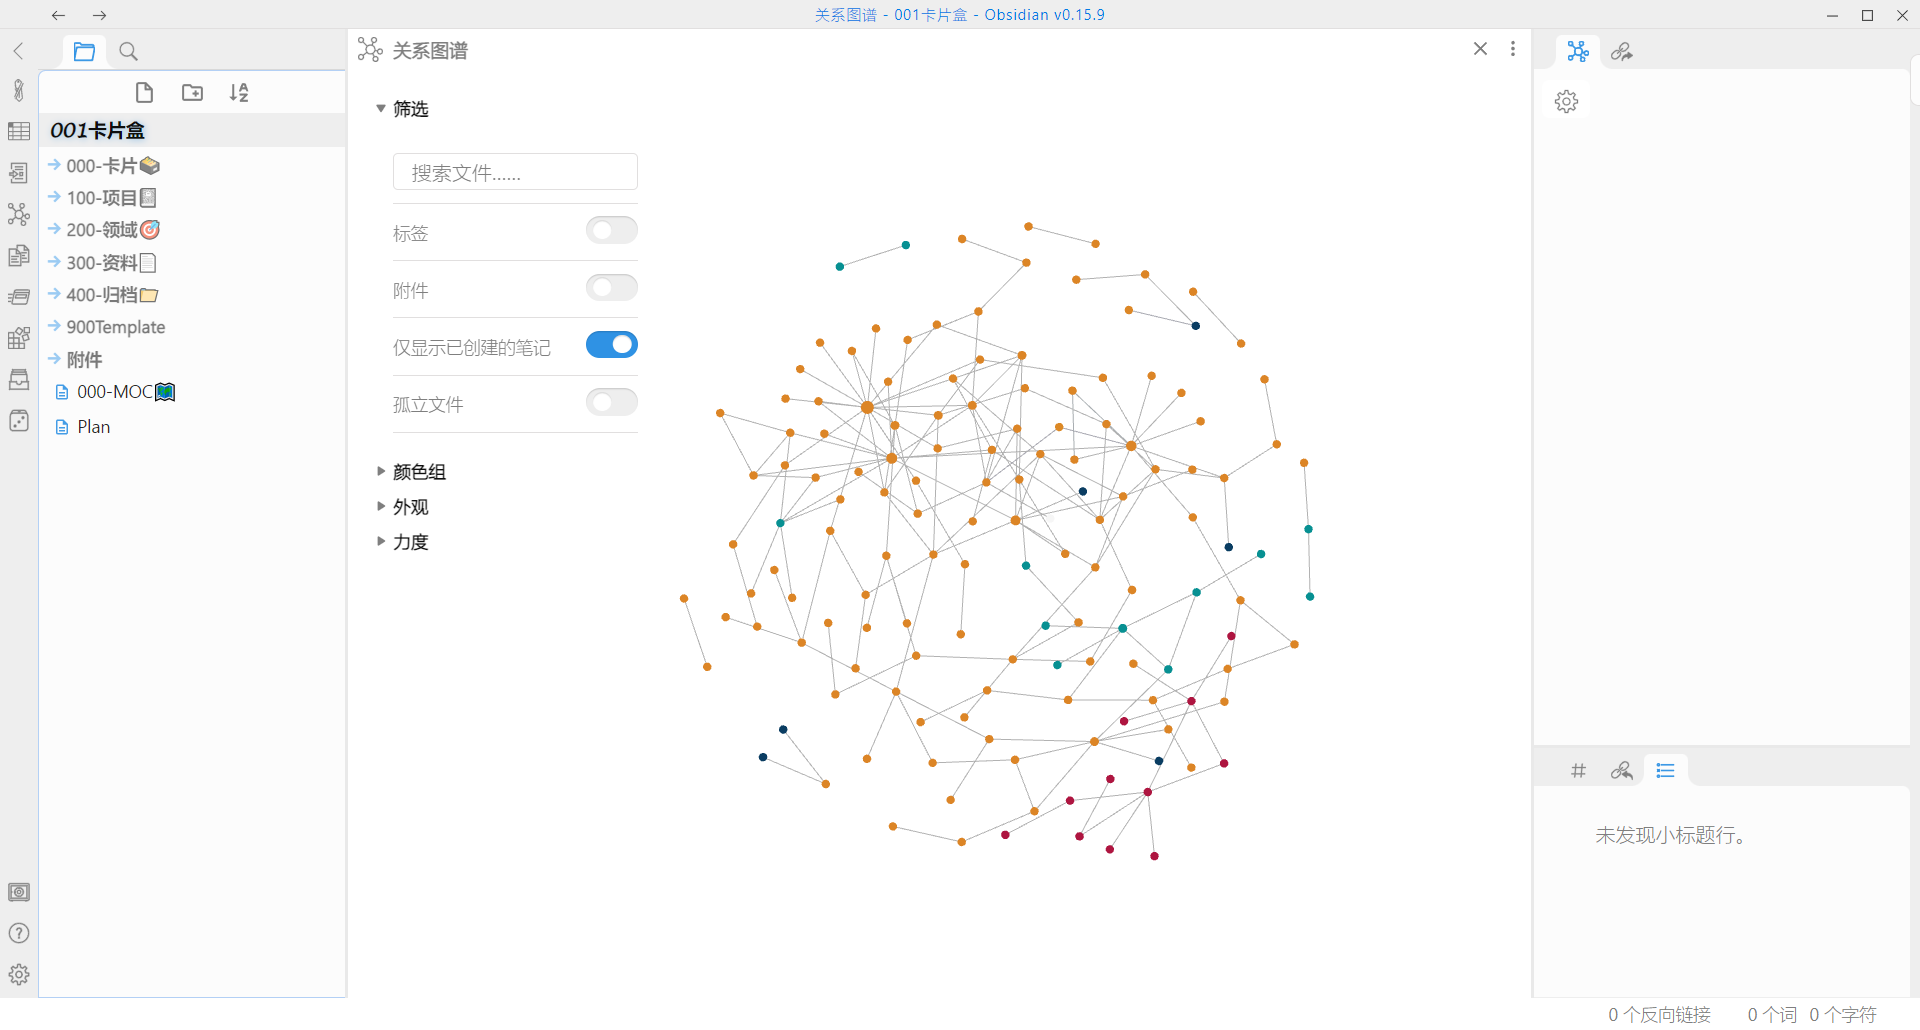 关系图谱 - 001卡片盒 - Obsidian v0.15.9
关系图谱
001卡片盒
000-卡片
100-项目
200-领域
300-资料
400-归档
900Template
附件
000-MOC
Plan
筛选
搜索文件......
标签
附件
仅显示已创建的笔记
孤立文件
颜色组
外观
力度
未发现小标题行。
0 个反向链接
0 个词
0 个字符